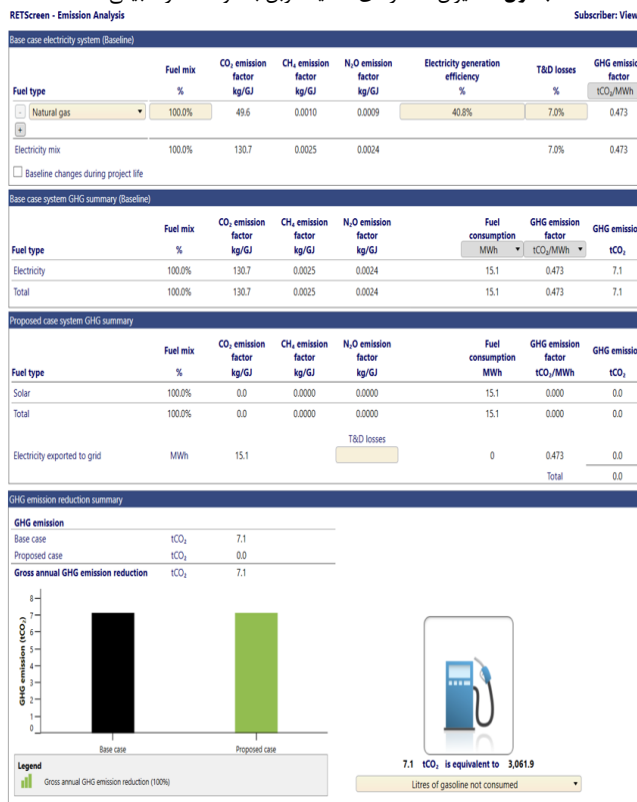 RETScreen - Emission Analysis Subscriber: View
Base case electricity system (Baseline)
Fuel type Fuel mix % CO₂ emission factor kg/GJ CH₄ emission factor kg/GJ N₂O emission factor kg/GJ Electricity generation efficiency % T&D losses % GHG emissio factor tCO₂/MWh
- Natural gas 100.0% 49.6 0.0010 0.0009 40.8% 7.0% 0.473
+
Electricity mix 100.0% 130.7 0.0025 0.0024 7.0% 0.473
Baseline changes during project life
Base case system GHG summary (Baseline)
Fuel type Fuel mix % CO₂ emission factor kg/GJ CH₄ emission factor kg/GJ N₂O emission factor kg/GJ Fuel consumption MWh GHG emission factor tCO₂/MWh GHG emissio tCO₂
Electricity 100.0% 130.7 0.0025 0.0024 15.1 0.473 7.1
Total 100.0% 130.7 0.0025 0.0024 15.1 0.473 7.1
Proposed case system GHG summary
Fuel type Fuel mix % CO₂ emission factor kg/GJ CH₄ emission factor kg/GJ N₂O emission factor kg/GJ Fuel consumption MWh GHG emission factor tCO₂/MWh GHG emissio tCO₂
Solar 100.0% 0.0 0.0000 0.0000 15.1 0.000 0.0
Total 100.0% 0.0 0.0000 0.0000 15.1 0.000 0.0
T&D losses
Electricity exported to grid MWh 15.1 0 0.473 0.0
Total 0.0
GHG emission reduction summary
GHG emission
Base case tCO₂ 7.1
Proposed case tCO₂ 0.0
Gross annual GHG emission reduction tCO₂ 7.1
GHG emission (tCO₂)
8
7
6
5
4
3
2
1
0
Base case Proposed case
Legend
Gross annual GHG emission reduction (100%)
7.1 tCO₂ is equivalent to 3,061.9
Litres of gasoline not consumed